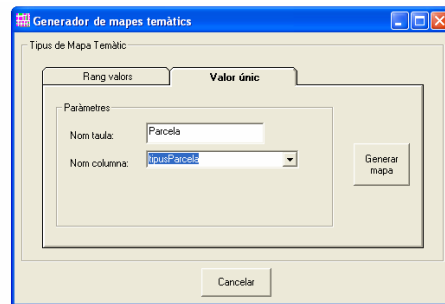 Generador de mapes temàtics
Tipus de Mapa Temàtic
Rang valors
Valor únic
Paràmetres
Nom taula: Parcela
Nom columna: tipusParcela
Generar
mapa
Cancelar